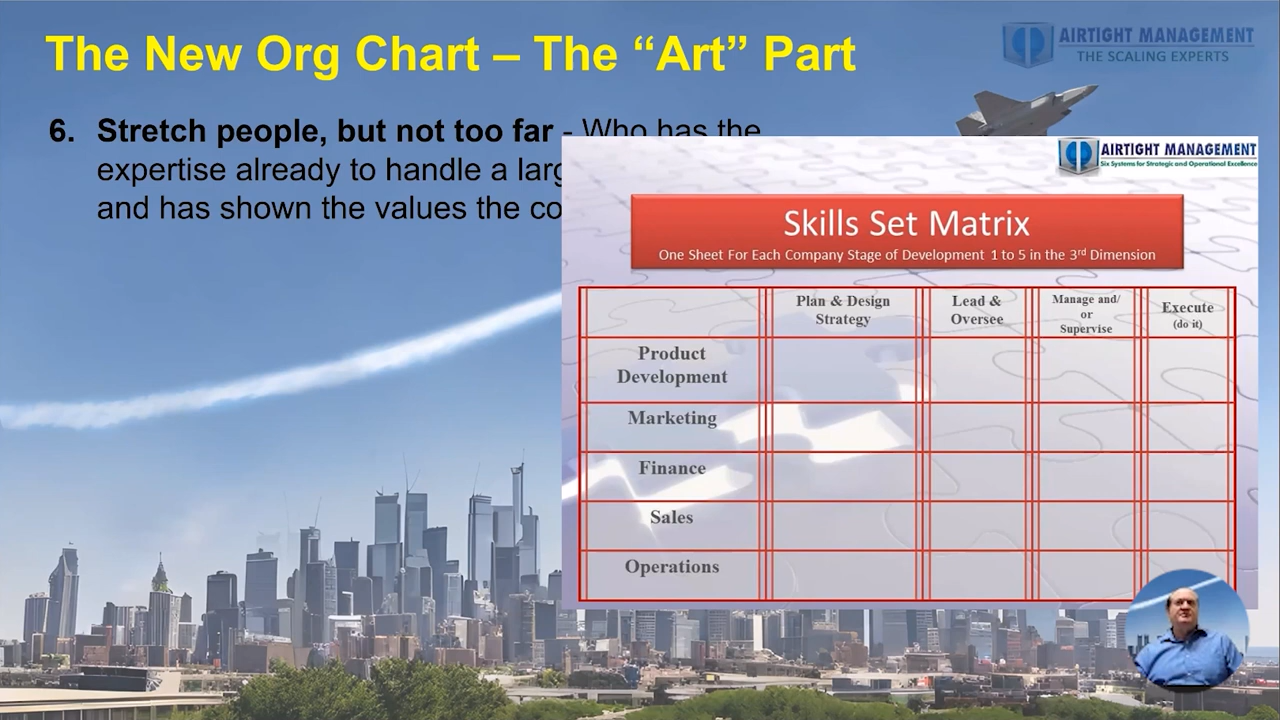 The New Org Chart – The “Art” Part
AIRTIGHT MANAGEMENT
THE SCALING EXPERTS
6. Stretch people, but not too far - Who has the
expertise already to handle a
and has shown the values the
AIRTIGHT MANAGEMENT
Six Systems for Strategic and Operational Excellence
Skills Set Matrix
One Sheet For Each Company Stage of Development 1 to 5 in the 3rd Dimension
Plan & Design
Strategy
Lead &
Oversee
Manage and/
or
Supervise
Execute
(do it)
Product
Development
Marketing
Finance
Sales
Operations